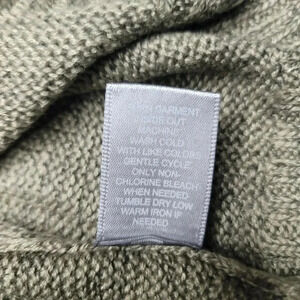 TURN GARMENT
INSIDE OUT
MACHINE
WASH COLD
WITH LIKE COLORS
GENTLE CYCLE
ONLY NON-
CHLORINE BLEACH
WHEN NEEDED
TUMBLE DRY LOW
WARM IRON IF
NEEDED